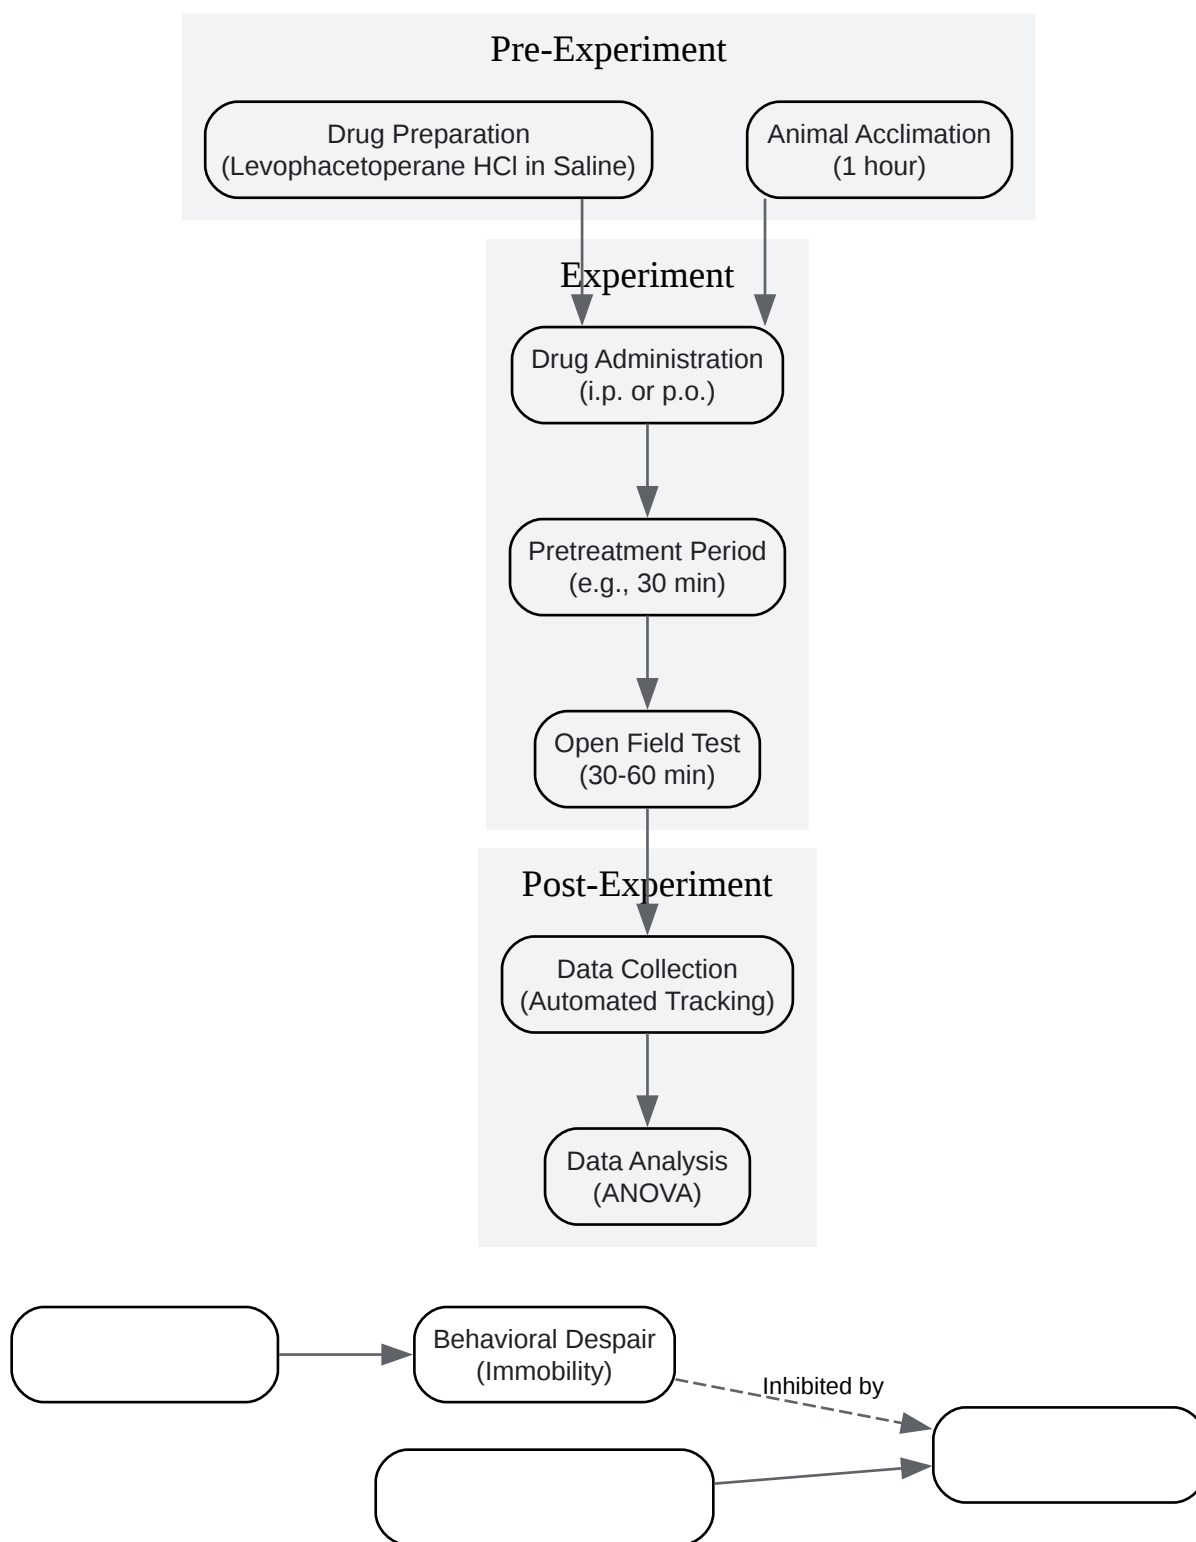 Pre-Experiment
Drug Preparation
(Levophacetoperane HCl in Saline)
Animal Acclimation
(1 hour)
Experiment
Drug Administration
(i.p. or p.o.)
Pretreatment Period
(e.g., 30 min)
Open Field Test
(30-60 min)
Post-Experiment
Data Collection
(Automated Tracking)
Data Analysis
(ANOVA)
Behavioral Despair
(Immobility)
Inhibited by